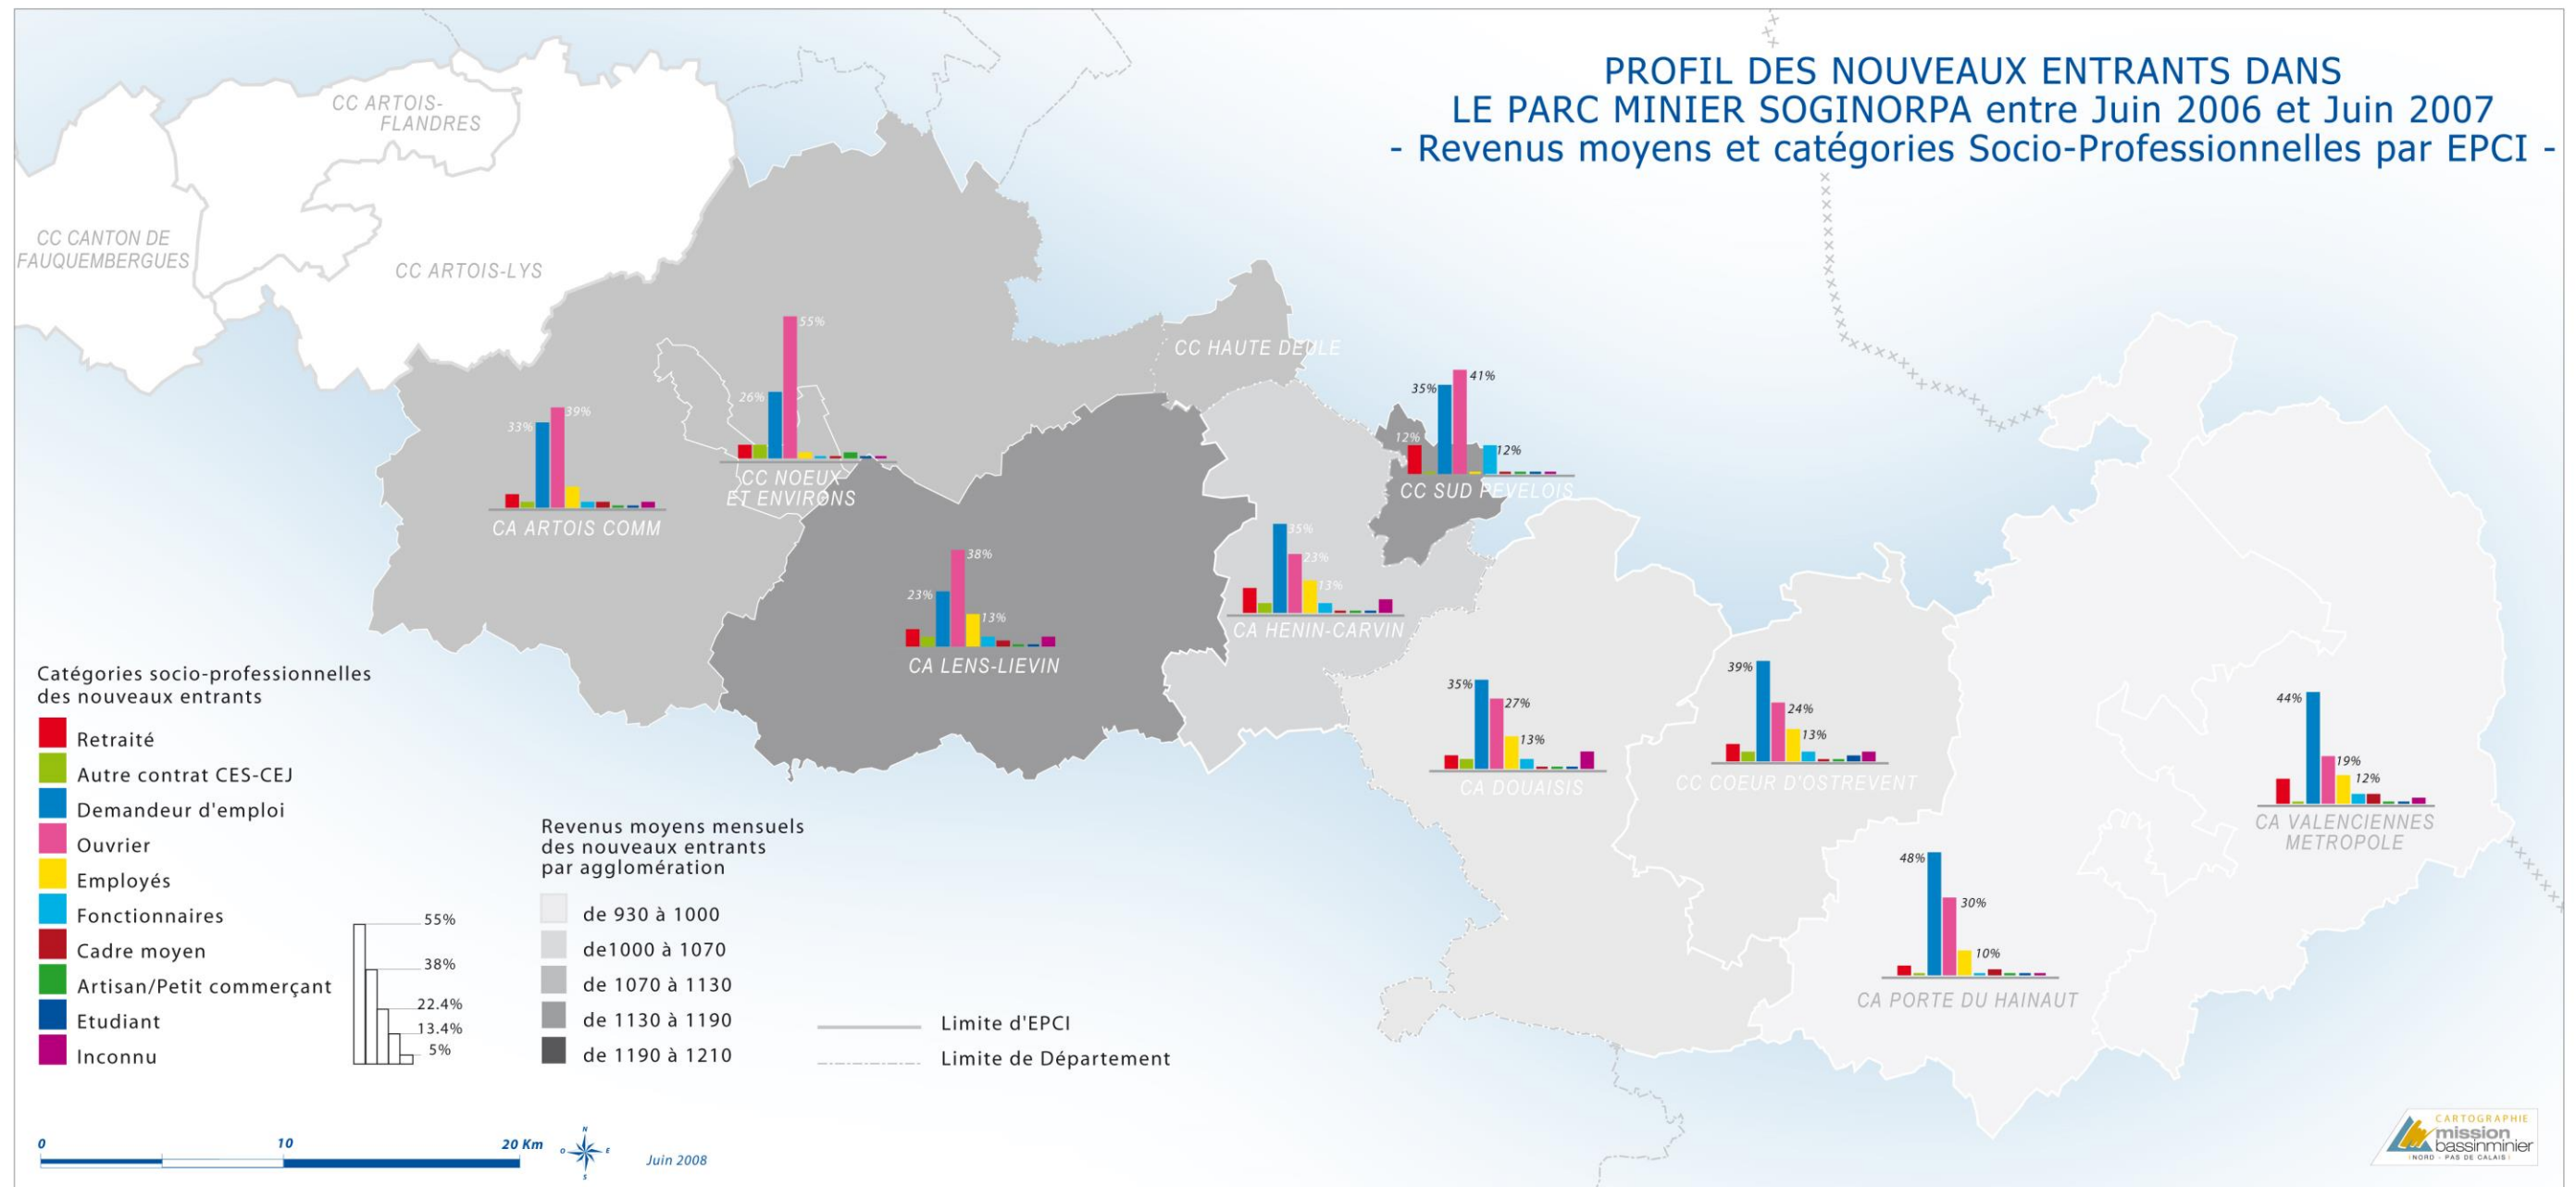 PROFIL DES NOUVEAUX ENTRANTS DANS
LE PARC MINIER SOGINORPA entre Juin 2006 et Juin 2007
- Revenus moyens et catégories Socio-Professionnelles par EPCI -
CC ARTOIS-
FLANDRES
CC CANTON DE
FAUQUEMBERGUES
CC ARTOIS-LYS
33%
39%
CA ARTOIS COMM
26%
55%
CC NOEUX
ET ENVIRONS
CC HAUTE DEULE
12%
35%
41%
12%
CC SUD PEVELOIS
23%
38%
13%
CA LENS-LIEVIN
35%
23%
13%
CA HENIN-CARVIN
35%
27%
13%
CA DOUAISIS
39%
24%
13%
CC COEUR D'OSTREVENT
44%
19%
12%
CA VALENCIENNES
METROPOLE
48%
30%
10%
CA PORTE DU HAINAUT
Catégories socio-professionnelles
des nouveaux entrants
Retraité
Autre contrat CES-CEJ
Demandeur d'emploi
Ouvrier
Employés
Fonctionnaires
Cadre moyen
Artisan/Petit commerçant
Etudiant
Inconnu
55%
38%
22.4%
13.4%
5%
Revenus moyens mensuels
des nouveaux entrants
par agglomération
de 930 à 1000
de1000 à 1070
de 1070 à 1130
de 1130 à 1190
de 1190 à 1210
Limite d'EPCI
Limite de Département
0 10 20 Km
N
O E
S
Juin 2008
CARTOGRAPHIE
mission
bassinminier
NORD - PAS DE CALAIS